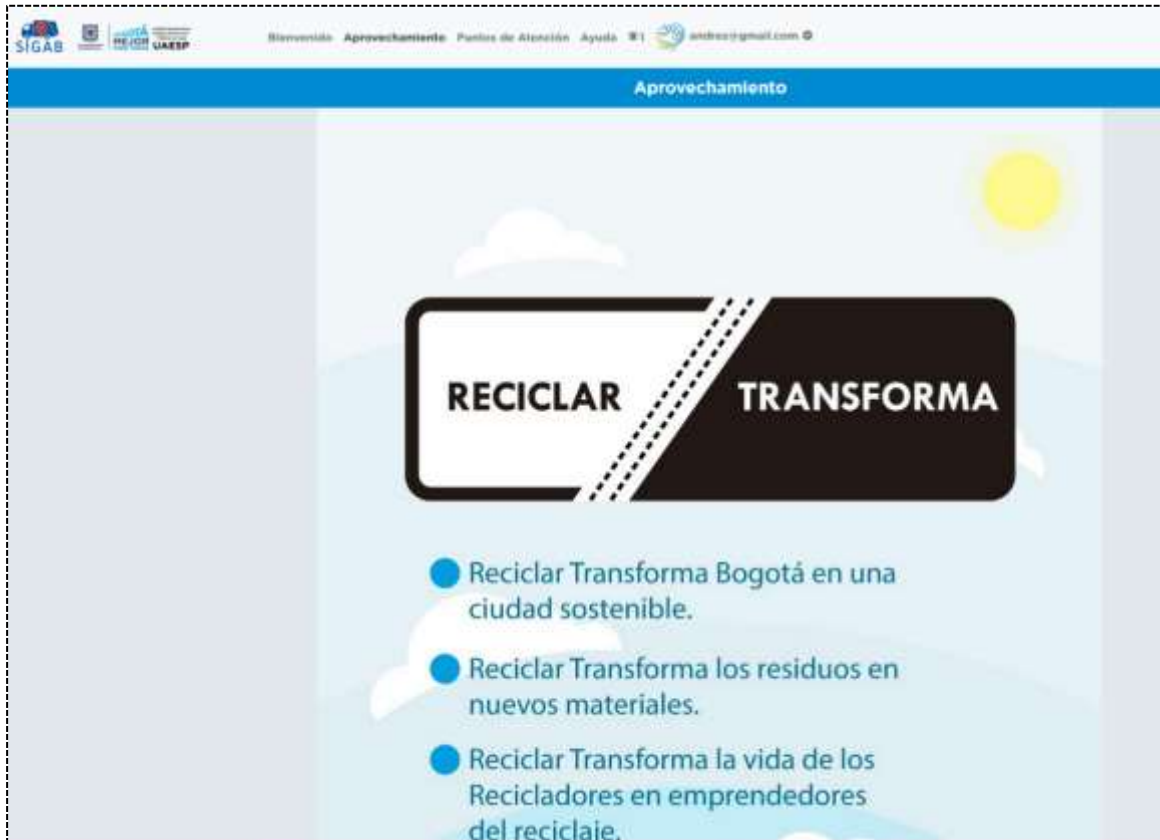 SIGAB
MEJOR
UAESP
Bienvenido Aprovechamiento Puntos de Atención Ayuda
Aprovechamiento
RECICLAR
TRANSFORMA
Reciclar Transforma Bogotá en una
ciudad sostenible.
Reciclar Transforma los residuos en
nuevos materiales.
Reciclar Transforma la vida de los
Recicladores en emprendedores
del reciclaje.